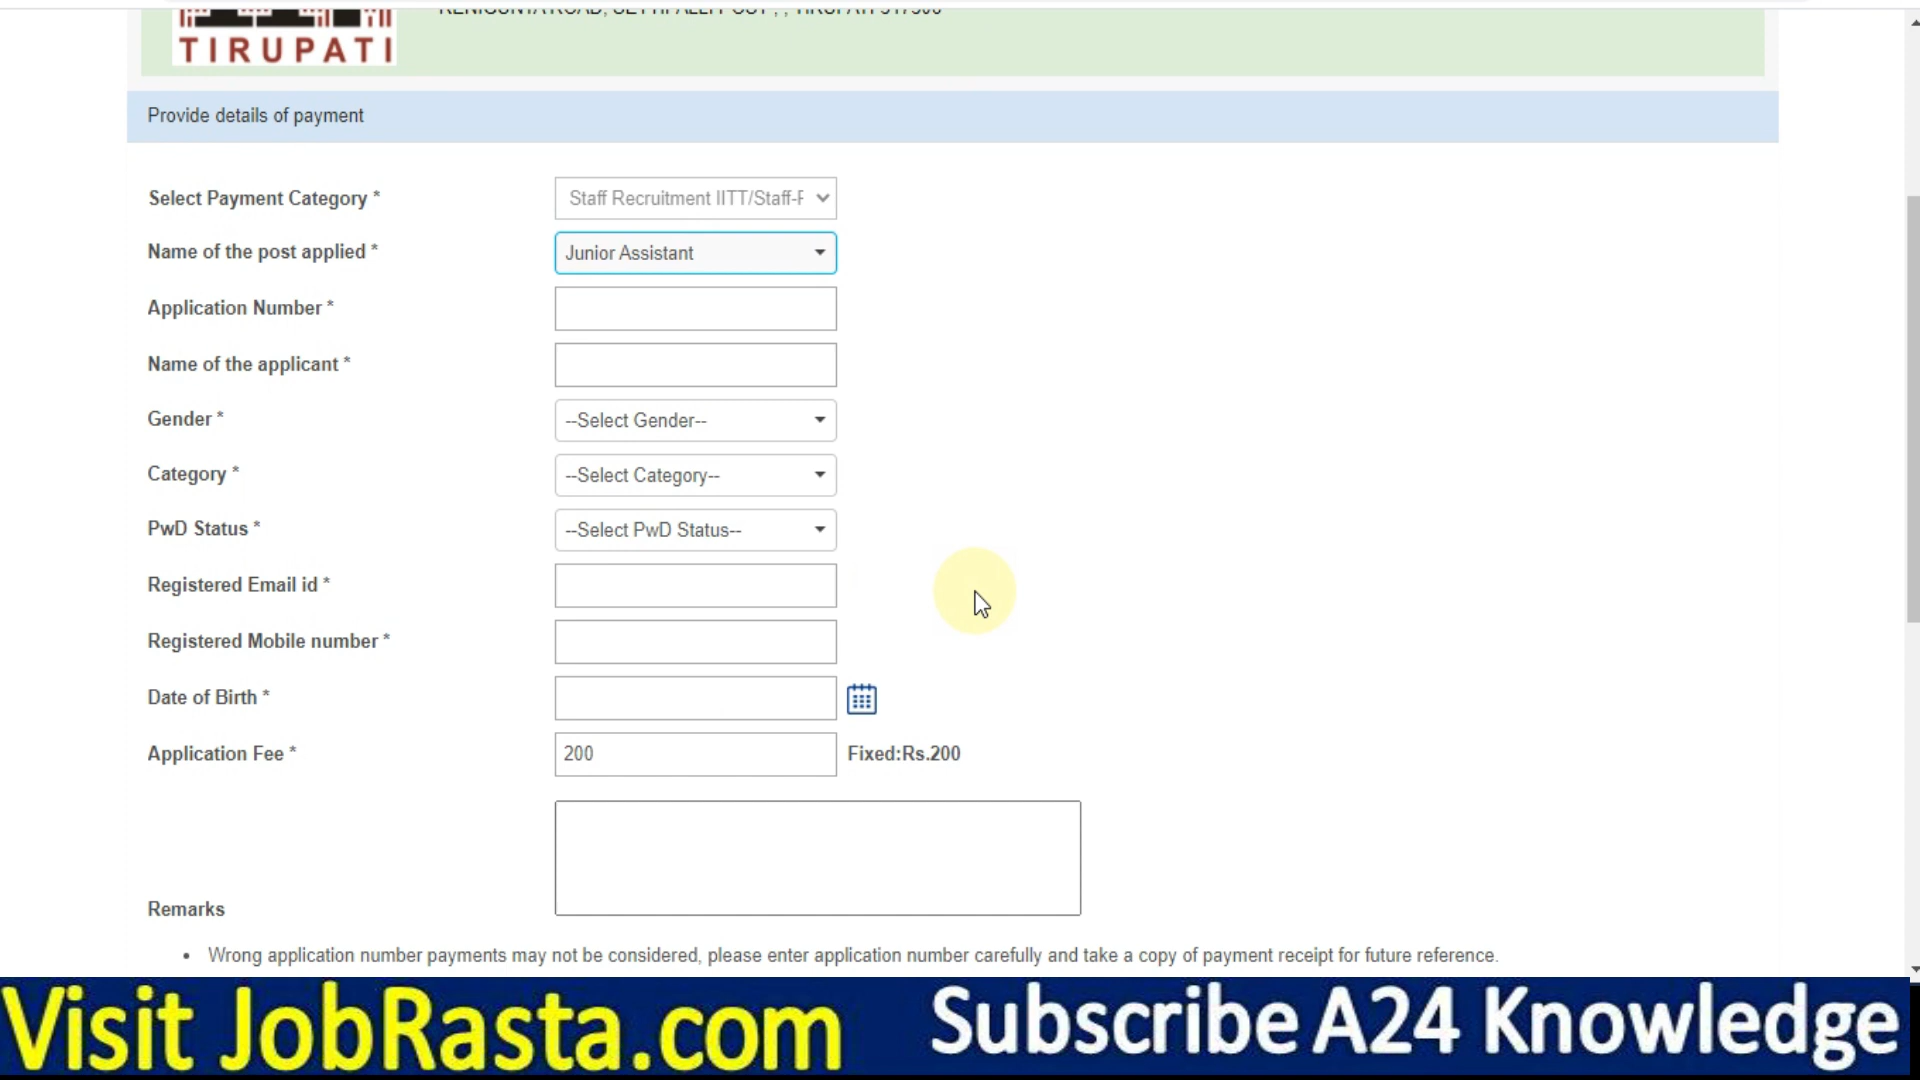 TIRUPATI
Provide details of payment
Select Payment Category * Staff Recruitment IITT/Staff-F
Name of the post applied * Junior Assistant
Application Number *
Name of the applicant *
Gender * --Select Gender--
Category * --Select Category--
PwD Status * --Select PwD Status--
Registered Email id *
Registered Mobile number *
Date of Birth *
Application Fee * 200 Fixed:Rs.200
Remarks
• Wrong application number payments may not be considered, please enter application number carefully and take a copy of payment receipt for future reference.
Visit JobRasta.com Subscribe A24 Knowledge